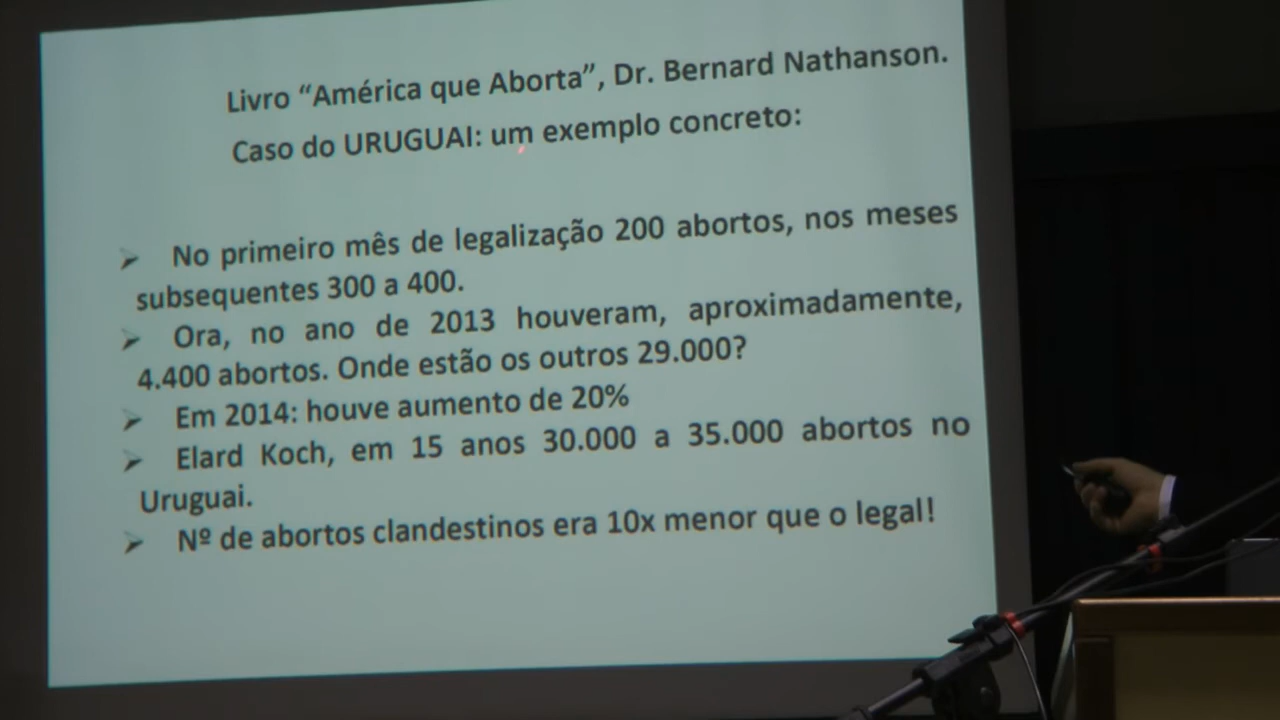 Livro “América que Aborta”, Dr. Bernard Nathanson.
Caso do URUGUAI: um exemplo concreto:
➢ No primeiro mês de legalização 200 abortos, nos meses
subsequentes 300 a 400.
➢ Ora, no ano de 2013 houveram, aproximadamente,
4.400 abortos. Onde estão os outros 29.000?
➢ Em 2014: houve aumento de 20%
➢ Elard Koch, em 15 anos 30.000 a 35.000 abortos no
Uruguai.
➢ Nº de abortos clandestinos era 10x menor que o legal!